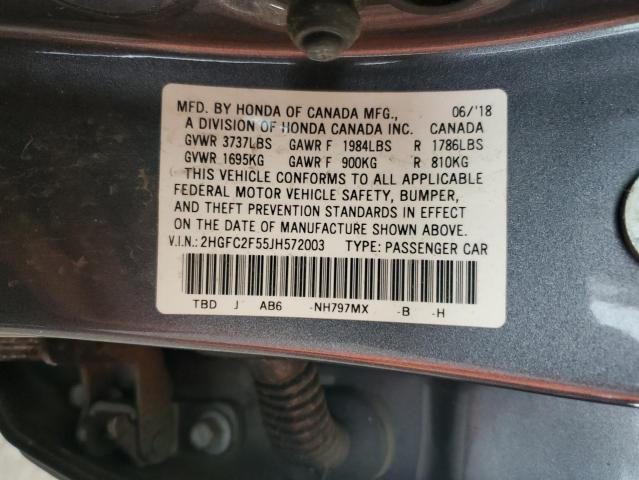 MFD. BY HONDA OF CANADA MFG., 06/'18
A DIVISION OF HONDA CANADA INC. CANADA
GVWR 3737LBS GAWR F 1984LBS R 1786LBS
GVWR 1695KG GAWR F 900KG R 810KG
THIS VEHICLE CONFORMS TO ALL APPLICABLE
FEDERAL MOTOR VEHICLE SAFETY, BUMPER,
AND THEFT PREVENTION STANDARDS IN EFFECT
ON THE DATE OF MANUFACTURE SHOWN ABOVE.
V.I.N.: 2HGFC2F55JH572003 TYPE: PASSENGER CAR
TBD J AB6 -NH797MX -B -H